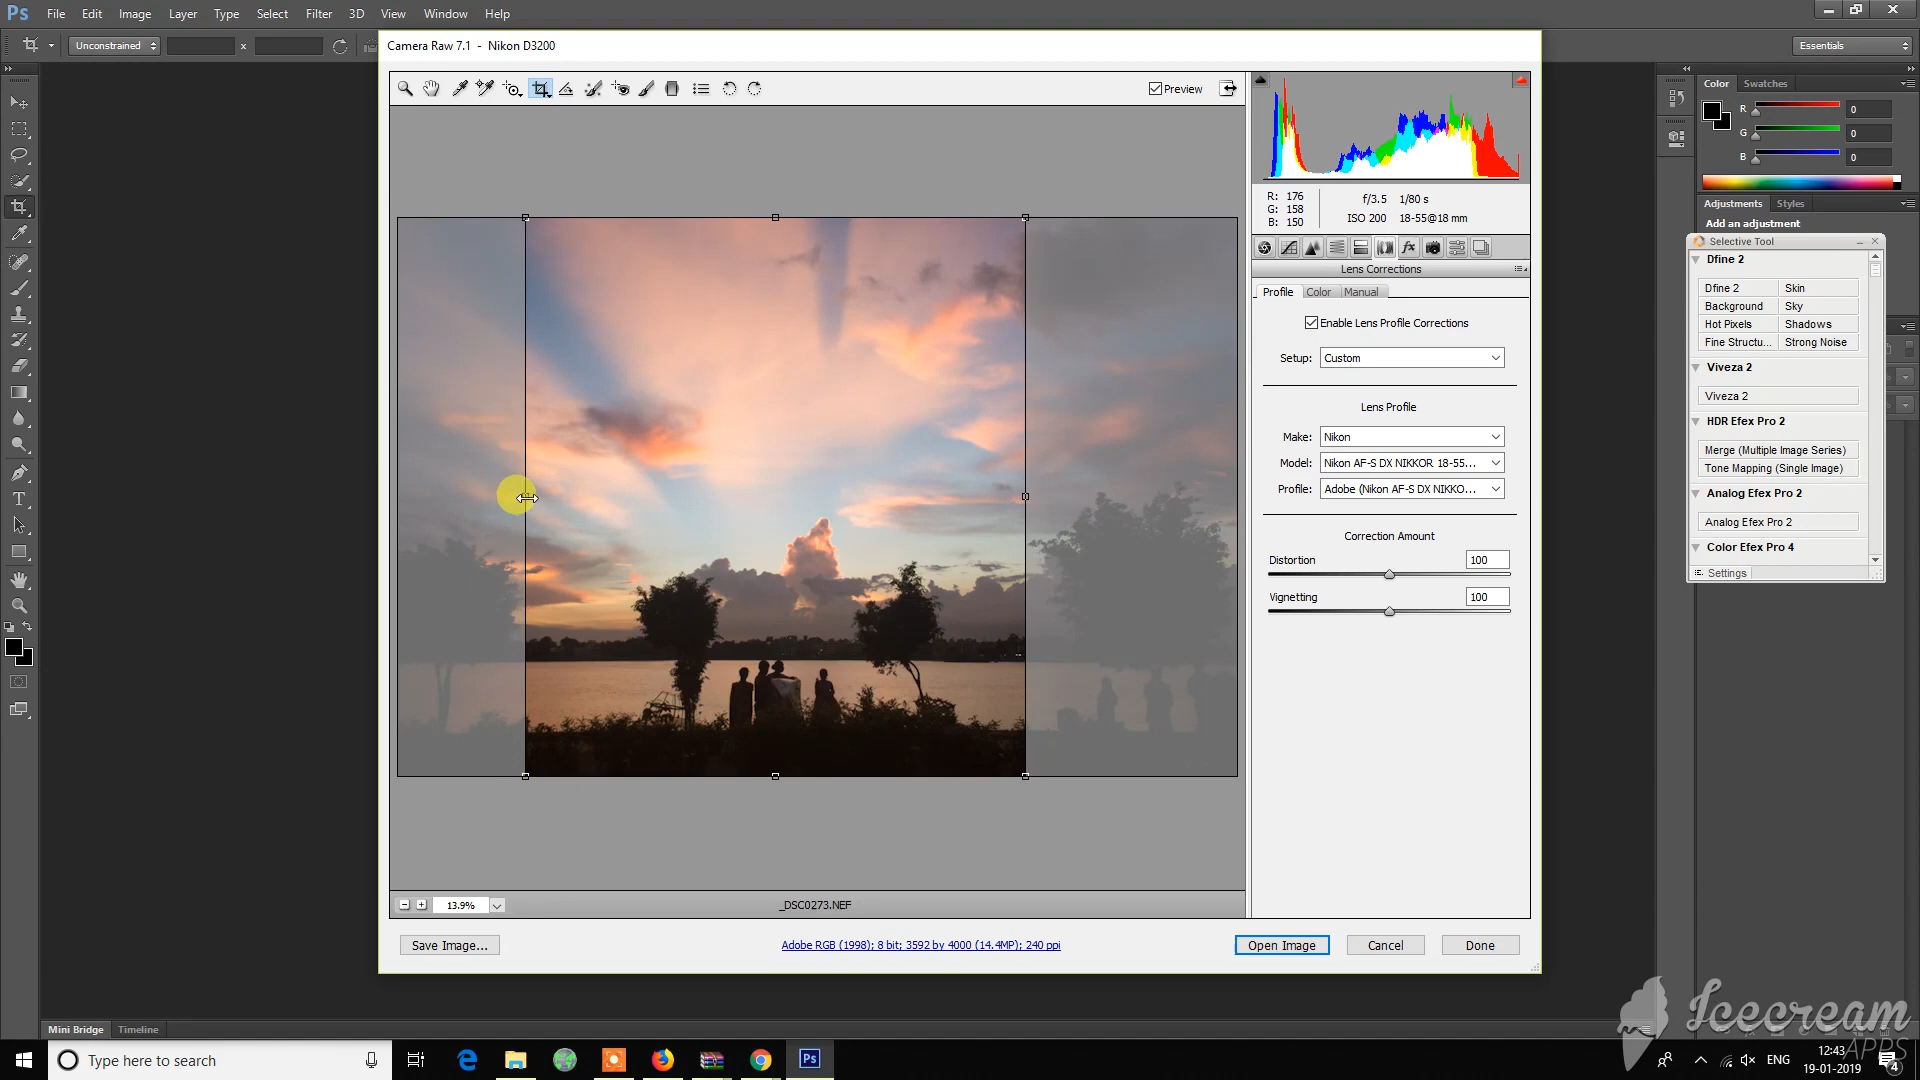 Ps File Edit Image Layer Type Select Filter 3D View Window Help
Unconstrained x Essentials
Camera Raw 7.1 - Nikon D3200
Preview
R: 176
G: 158
B: 150
f/3.5 1/80 s
ISO 200 18-55@18 mm
Lens Corrections
Profile Color Manual
Enable Lens Profile Corrections
Setup: Custom
Lens Profile
Make: Nikon
Model: Nikon AF-S DX NIKKOR 18-55...
Profile: Adobe (Nikon AF-S DX NIKKO...
Correction Amount
Distortion 100
Vignetting 100
13.9% _DSC0273.NEF
Save Image... Adobe RGB (1998); 8 bit; 3592 by 4000 (14.4MP); 240 ppi Open Image Cancel Done
Color Swatches
R 0
G 0
B 0
Adjustments Styles
Add an adjustment
Selective Tool
Dfine 2
Dfine 2 Skin
Background Sky
Hot Pixels Shadows
Fine Structu... Strong Noise
Viveza 2
Viveza 2
HDR Efex Pro 2
Merge (Multiple Image Series)
Tone Mapping (Single Image)
Analog Efex Pro 2
Analog Efex Pro 2
Color Efex Pro 4
Settings
Mini Bridge Timeline
Icecream
APPS
Type here to search Ps ENG 12:43
19-01-2019 4